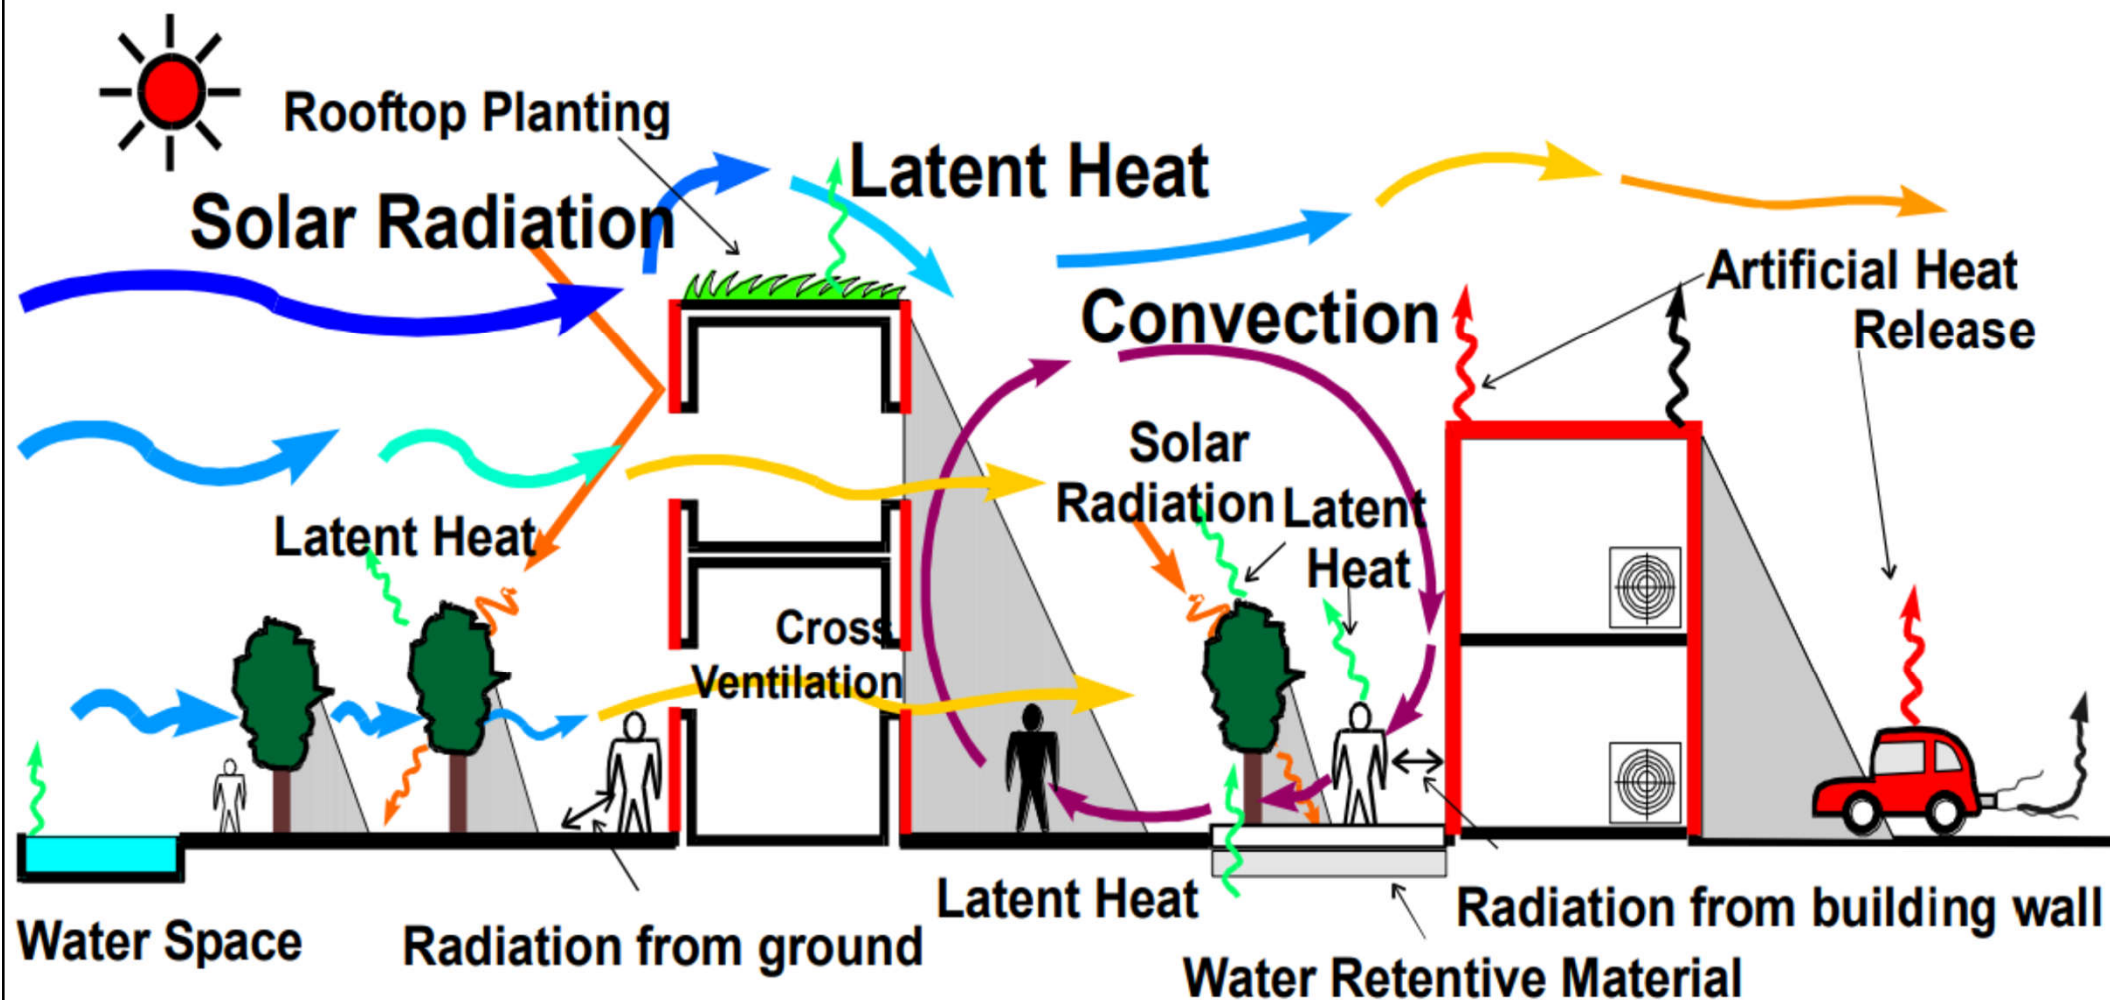 Rooftop Planting
Latent Heat
Solar Radiation
Artificial Heat
Release
Convection
Solar
Radiation
Latent
Heat
Latent Heat
Cross
Ventilation
Latent Heat
Radiation from building wall
Water Space
Radiation from ground
Water Retentive Material